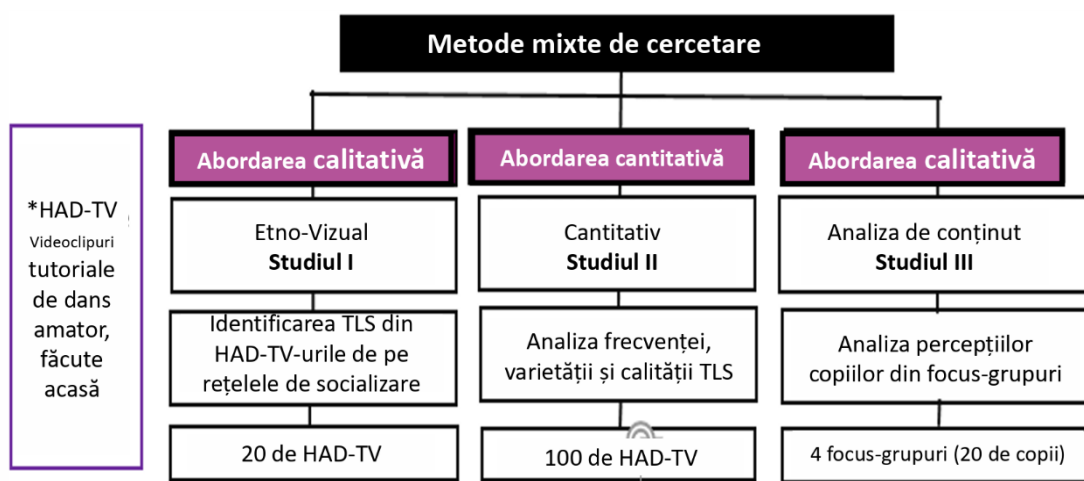 Metode mixte de cercetare
*HAD-TV
Videoclipuri
tutoriale
de dans
amator,
făcute
acasă
Abordarea calitativă
Etno-Vizual
Studiul I
Identificarea TLS din
HAD-TV-urile de pe
rețelele de socializare
20 de HAD-TV
Abordarea cantitativă
Cantitativ
Studiul II
Analiza frecvenței,
varietății și calității TLS
100 de HAD-TV
Abordarea calitativă
Analiza de conținut
Studiul III
Analiza percepțiilor
copiilor din focus-grupuri
4 focus-grupuri (20 de copii)